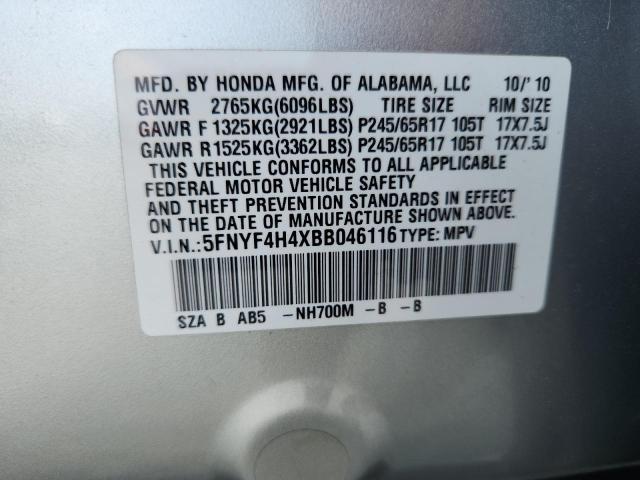 MFD. BY HONDA MFG. OF ALABAMA, LLC 10/'10
GVWR 2765KG(6096LBS) TIRE SIZE RIM SIZE
GAWR F 1325KG(2921LBS) P245/65R17 105T 17X7.5J
GAWR R 1525KG(3362LBS) P245/65R17 105T 17X7.5J
THIS VEHICLE CONFORMS TO ALL APPLICABLE
FEDERAL MOTOR VEHICLE SAFETY
AND THEFT PREVENTION STANDARDS IN EFFECT
ON THE DATE OF MANUFACTURE SHOWN ABOVE.
V.I.N.: 5FNYF4H4XBB046116 TYPE: MPV
SZA B AB5 -NH700M -B -B